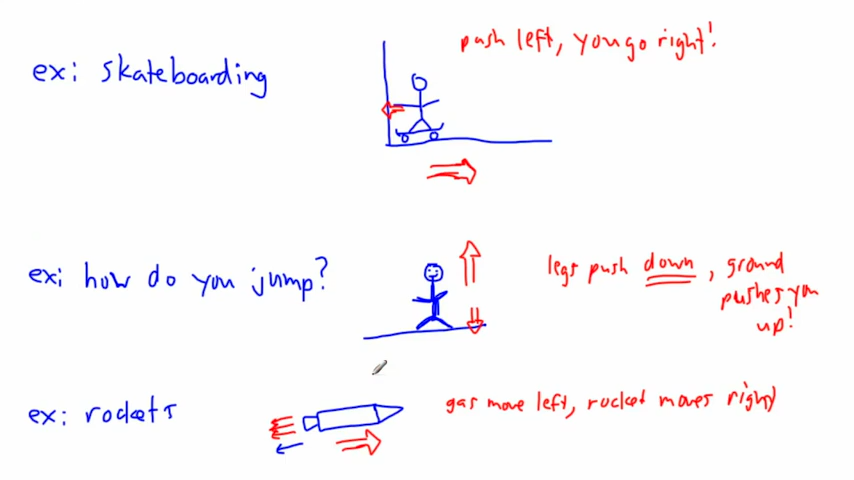 ex: skateboarding
push left, you go right!
ex: how do you jump?
legs push down, ground
pushes you
up!
ex: rockets
gas move left, rocket moves right